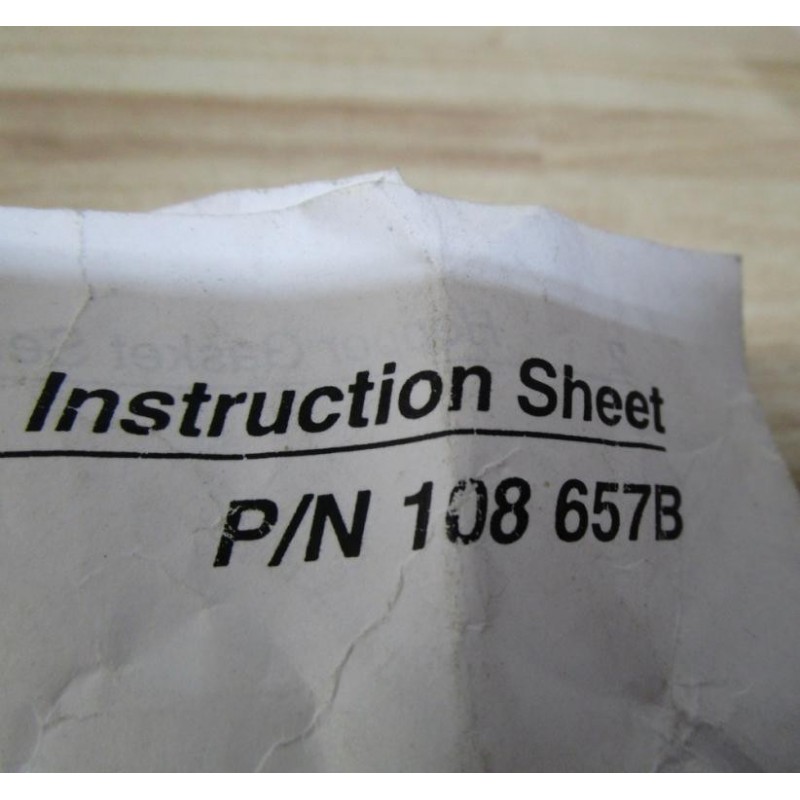 Instruction Sheet
P/N 108 657B